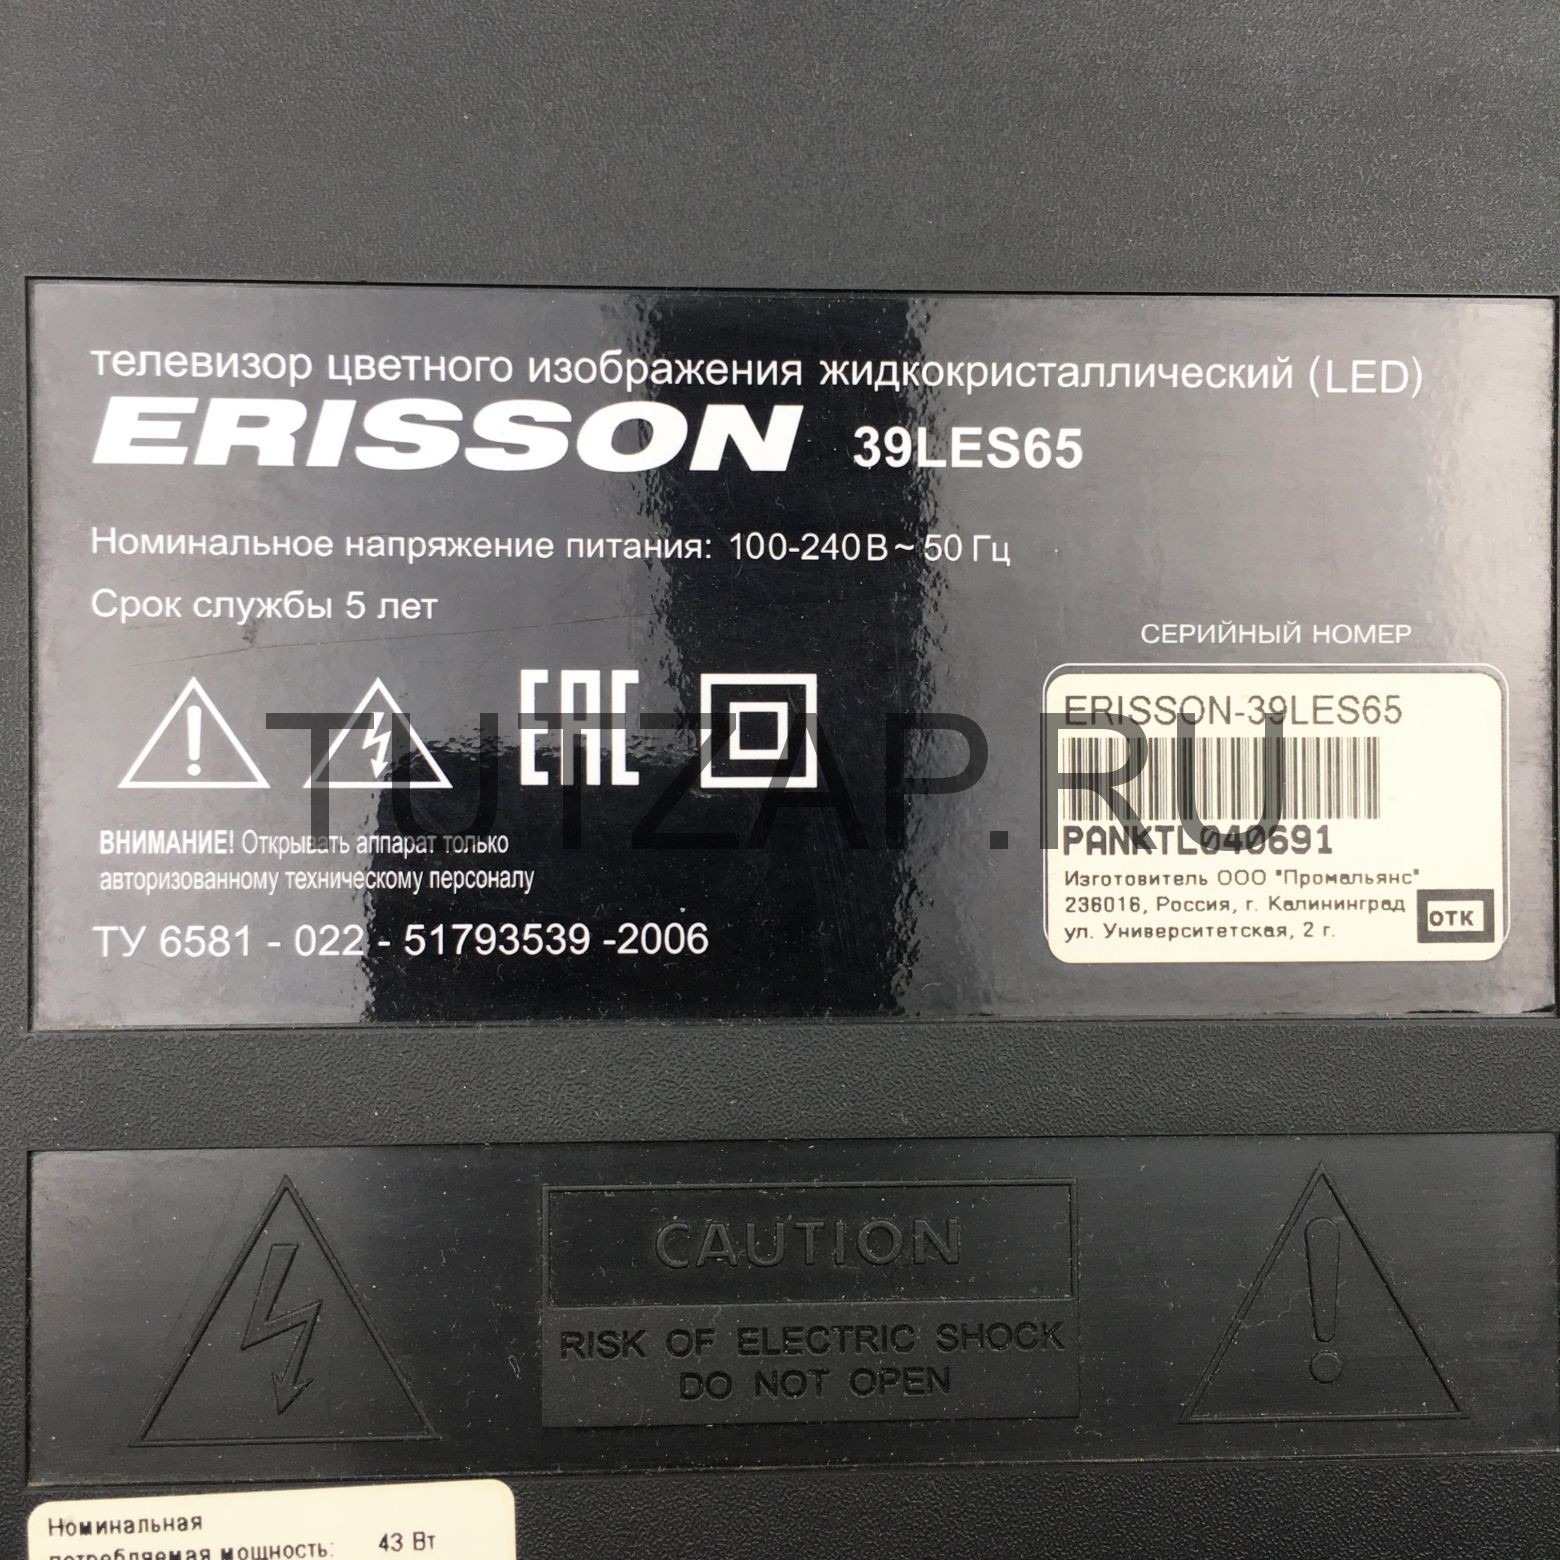 телевизор цветного изображения жидкокристаллический (LED)
ERISSON 39LES65
Номинальное напряжение питания: 100-240В~ 50 Гц
Срок службы 5 лет
СЕРИЙНЫЙ НОМЕР
EAC
ERISSON-39LES65
PANKTL040691
Изготовитель ООО "Промальянс"
236016, Россия, г. Калининград
ул. Университетская, 2 г.
ОТК
TUTZAP.RU
ВНИМАНИЕ! Открывать аппарат только
авторизованному техническому персоналу
ТУ 6581 - 022 - 51793539 -2006
CAUTION
RISK OF ELECTRIC SHOCK
DO NOT OPEN
Номинальная
потребляемая мощность: 43 Вт